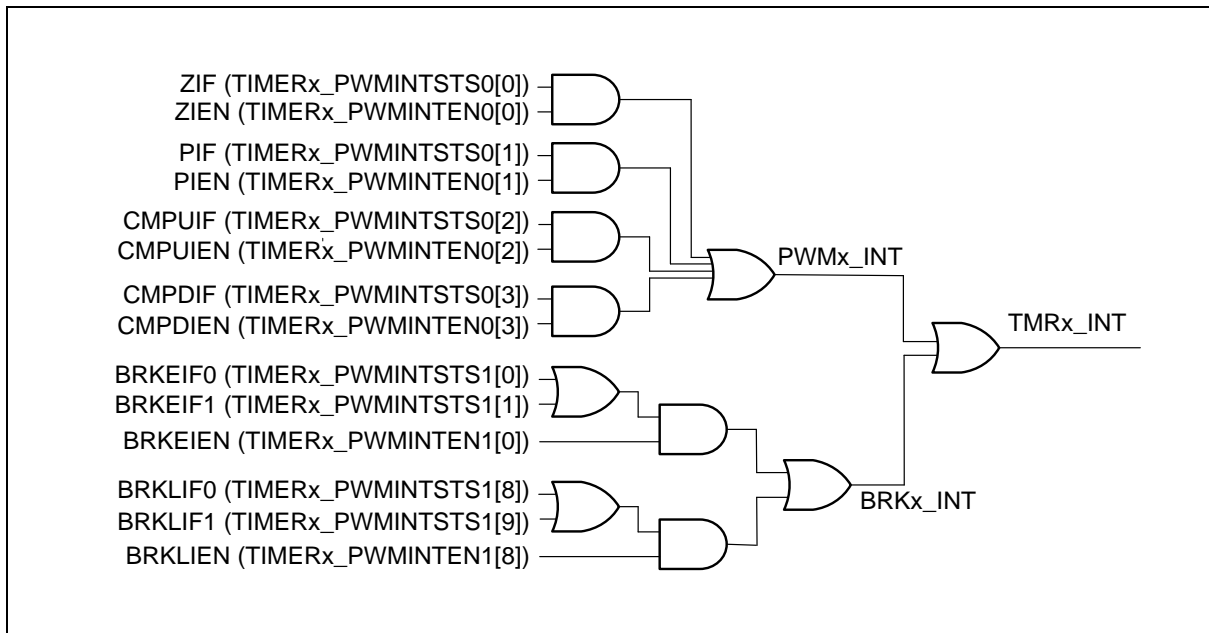 ZIF (TIMERx_PWMINTSTS0[0])
ZIEN (TIMERx_PWMINTEN0[0])
PIF (TIMERx_PWMINTSTS0[1])
PIEN (TIMERx_PWMINTEN0[1])
CMPUIF (TIMERx_PWMINTSTS0[2])
CMPUIEN (TIMERx_PWMINTEN0[2])
CMPDIF (TIMERx_PWMINTSTS0[3])
CMPDIEN (TIMERx_PWMINTEN0[3])
BRKEIF0 (TIMERx_PWMINTSTS1[0])
BRKEIF1 (TIMERx_PWMINTSTS1[1])
BRKEIEN (TIMERx_PWMINTEN1[0])
BRKLIF0 (TIMERx_PWMINTSTS1[8])
BRKLIF1 (TIMERx_PWMINTSTS1[9])
BRKLIEN (TIMERx_PWMINTEN1[8])
PWMx_INT
BRKx_INT
TMRx_INT